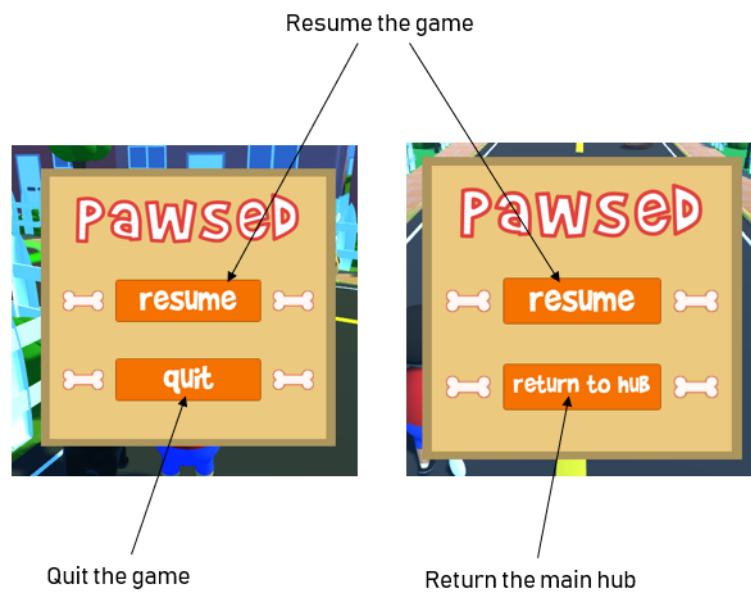 Resume the game
PAWSED
resume
quit
PAWSED
resume
return to hub
Quit the game
Return the main hub